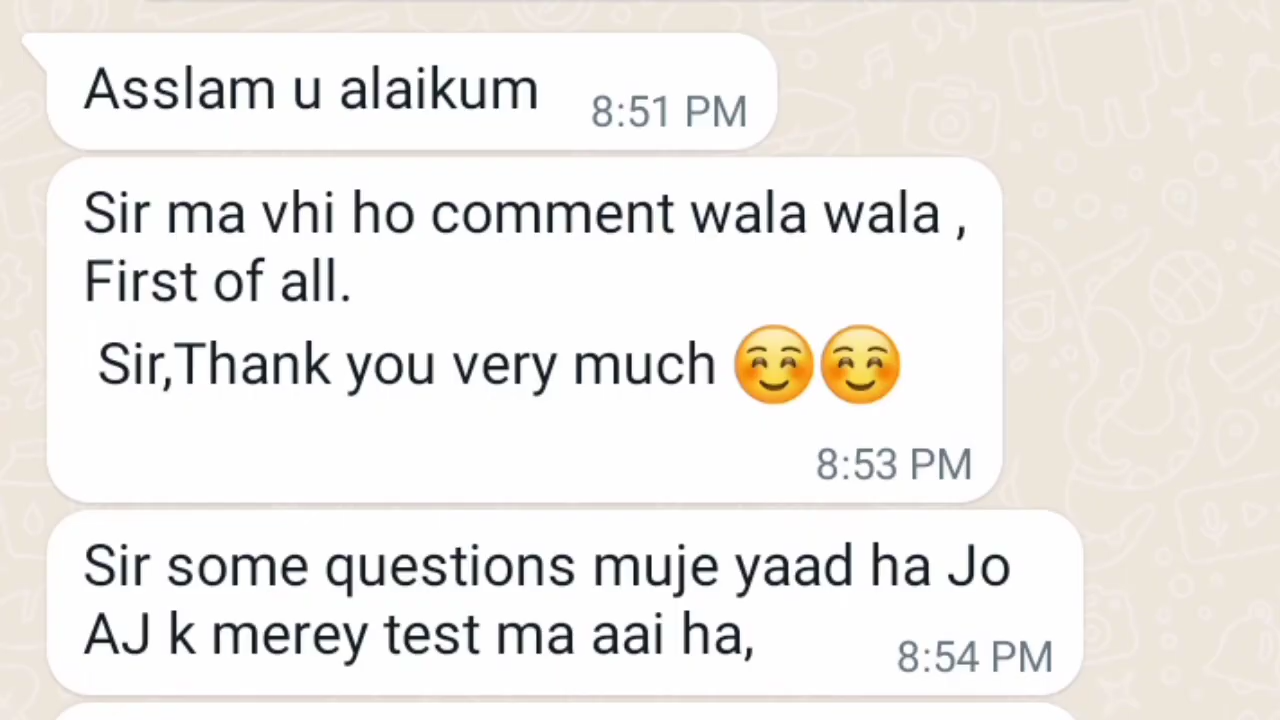 Asslam u alaikum
8:51 PM
Sir ma vhi ho comment wala wala ,
First of all.
Sir,Thank you very much ☺️☺️
8:53 PM
Sir some questions muje yaad ha Jo
AJ k merey test ma aai ha,
8:54 PM